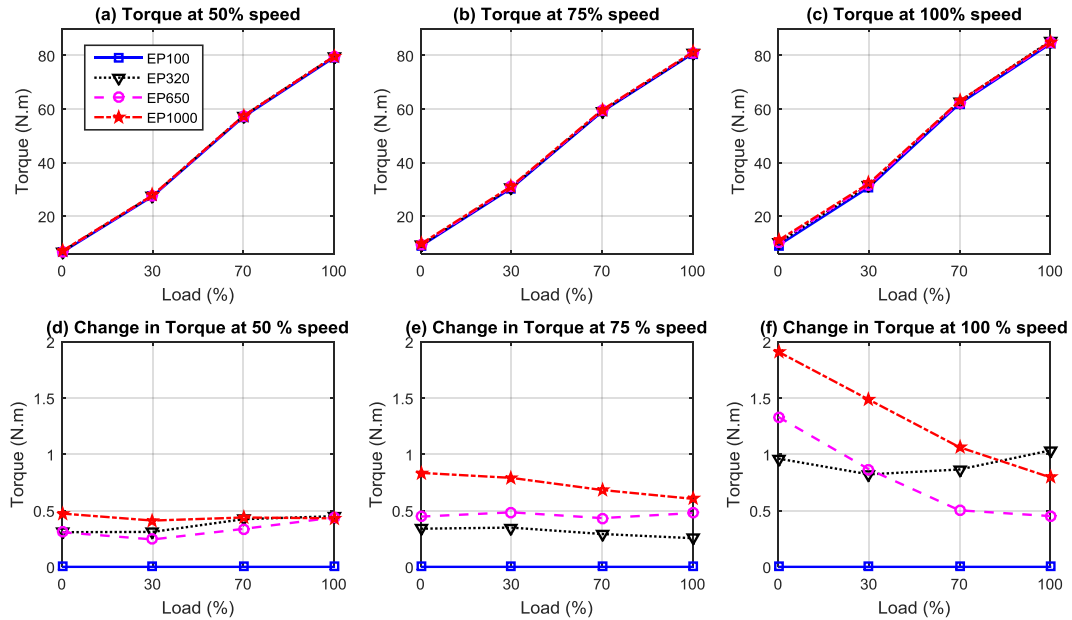 (a) Torque at 50% speed
Torque (N.m)
80
60
40
20
EP100
EP320
EP650
EP1000
0 30 70 100
Load (%)
(b) Torque at 75% speed
Torque (N.m)
80
60
40
20
0 30 70 100
Load (%)
(c) Torque at 100% speed
Torque (N.m)
80
60
40
20
0 30 70 100
Load (%)
(d) Change in Torque at 50 % speed
Torque (N.m)
2
1.5
1
0.5
0
0 30 70 100
Load (%)
(e) Change in Torque at 75 % speed
Torque (N.m)
2
1.5
1
0.5
0
0 30 70 100
Load (%)
(f) Change in Torque at 100 % speed
Torque (N.m)
2
1.5
1
0.5
0
0 30 70 100
Load (%)